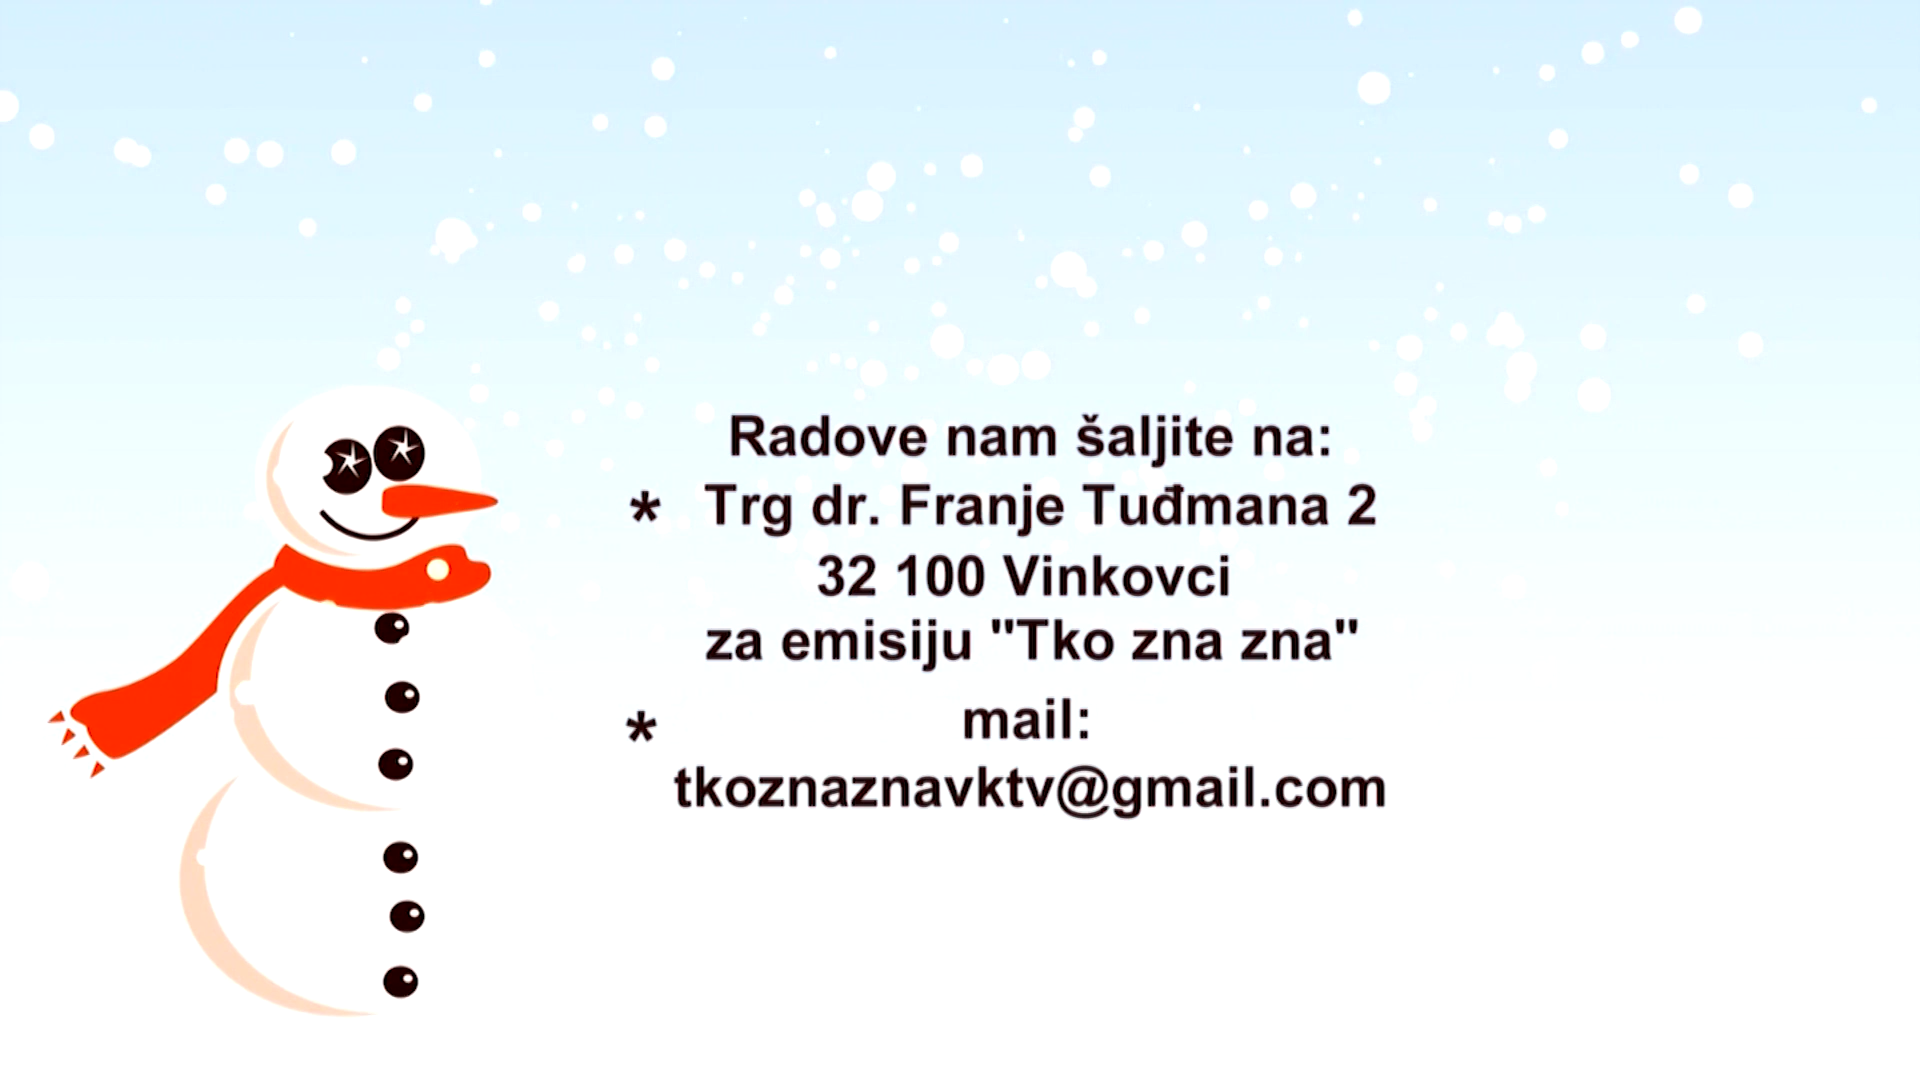 Radove nam šaljite na:
* Trg dr. Franje Tuđmana 2
32 100 Vinkovci
za emisiju "Tko zna zna"
* mail:
tkoznaznavktv@gmail.com